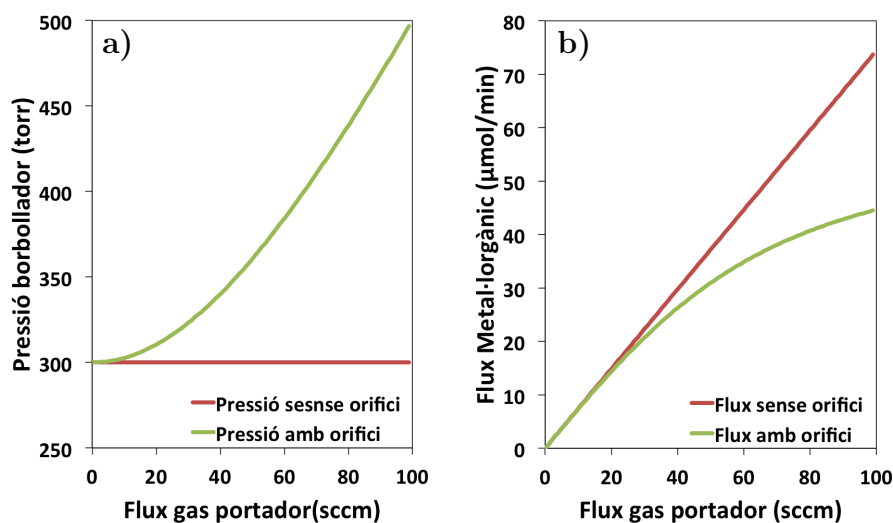 a)
Pressió borbollador (torr)
500
450
400
350
300
250
Pressió sesnse orifici
Pressió amb orifici
0 20 40 60 80 100
Flux gas portador(sccm)
b)
Flux Metal·lorgànic (µmol/min)
80
70
60
50
40
30
20
10
0
Flux sense orifici
Flux amb orifici
0 20 40 60 80 100
Flux gas portador (sccm)